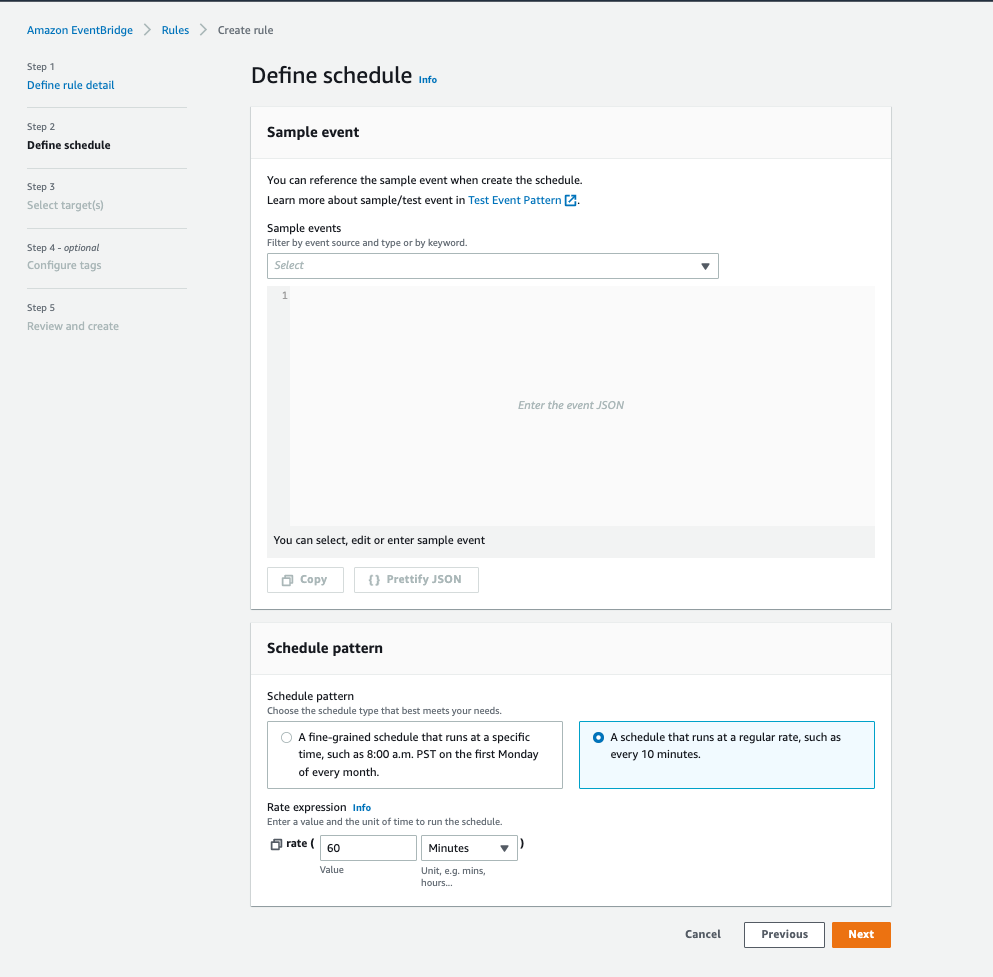 Amazon EventBridge > Rules > Create rule
Step 1
Define rule detail
Step 2
Define schedule
Step 3
Select target(s)
Step 4 - optional
Configure tags
Step 5
Review and create
Define schedule Info
Sample event
You can reference the sample event when create the schedule.
Learn more about sample/test event in Test Event Pattern.
Sample events
Filter by event source and type or by keyword.
Select
1
Enter the event JSON
You can select, edit or enter sample event
Copy
{ } Prettify JSON
Schedule pattern
Schedule pattern
Choose the schedule type that best meets your needs.
A fine-grained schedule that runs at a specific
time, such as 8:00 a.m. PST on the first Monday
of every month.
A schedule that runs at a regular rate, such as
every 10 minutes.
Rate expression Info
Enter a value and the unit of time to run the schedule.
rate ( 60 Minutes )
Value
Unit, e.g. mins,
hours...
Cancel
Previous
Next